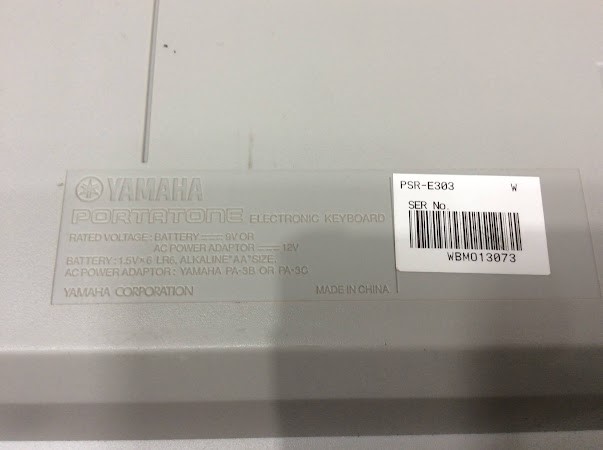 YAMAHA
PORTATONE ELECTRONIC KEYBOARD
RATED VOLTAGE : BATTERY ⎓ 9V OR
AC POWER ADAPTOR ⎓ 12V
BATTERY : 1.5V×6 LR6, ALKALINE "AA" SIZE,
AC POWER ADAPTOR : YAMAHA PA-3B OR PA-3C
YAMAHA CORPORATION MADE IN CHINA
PSR-E303 W
SER No.
WBMO13073